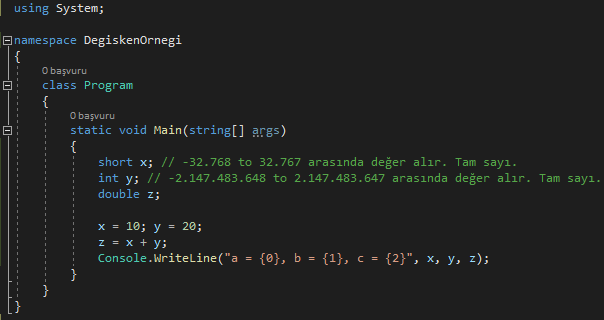 using System;
namespace DegiskenOrnegi
{
0 başvuru
class Program
{
0 başvuru
static void Main(string[] args)
{
short x; // -32.768 to 32.767 arasında değer alır. Tam sayı.
int y; // -2.147.483.648 to 2.147.483.647 arasında değer alır. Tam sayı.
double z;
x = 10; y = 20;
z = x + y;
Console.WriteLine("a = {0}, b = {1}, c = {2}", x, y, z);
}
}
}